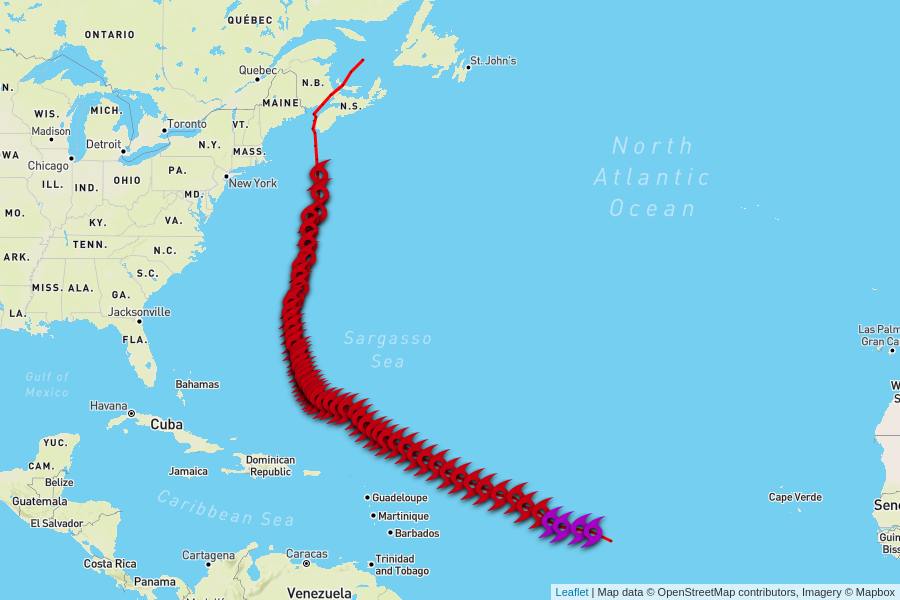 QUÉBEC
ONTARIO
St. John's
Quebec
N.B.
N.
MAINE
N.S.
WIS.
MICH.
Toronto
VT.
Madison
Detroit
N.Y.
MASS.
OWA
Chicago
PA.
New York
ILL.
IND.
OHIO
MD.
North
Atlantic
Ocean
MO.
KY.
VA.
TENN.
N.C.
ARK.
S.C.
MISS.
ALA.
GA.
LA.
Jacksonville
FLA.
Sargasso
Sea
Las Palm
Gran Ca
Gulf of
Mexico
Bahamas
W
S
Havana
Cuba
YUC.
CAM.
Dominican
Republic
Jamaica
Belize
Guatemala
Guadeloupe
Cape Verde
Caribbean Sea
Martinique
Sene
El Salvador
Barbados
Guin
Biss
Cartagena
Caracas
Costa Rica
Trinidad
and Tobago
Panama
Venezuela
Leaflet | Map data © OpenStreetMap contributors, Imagery © Mapbox